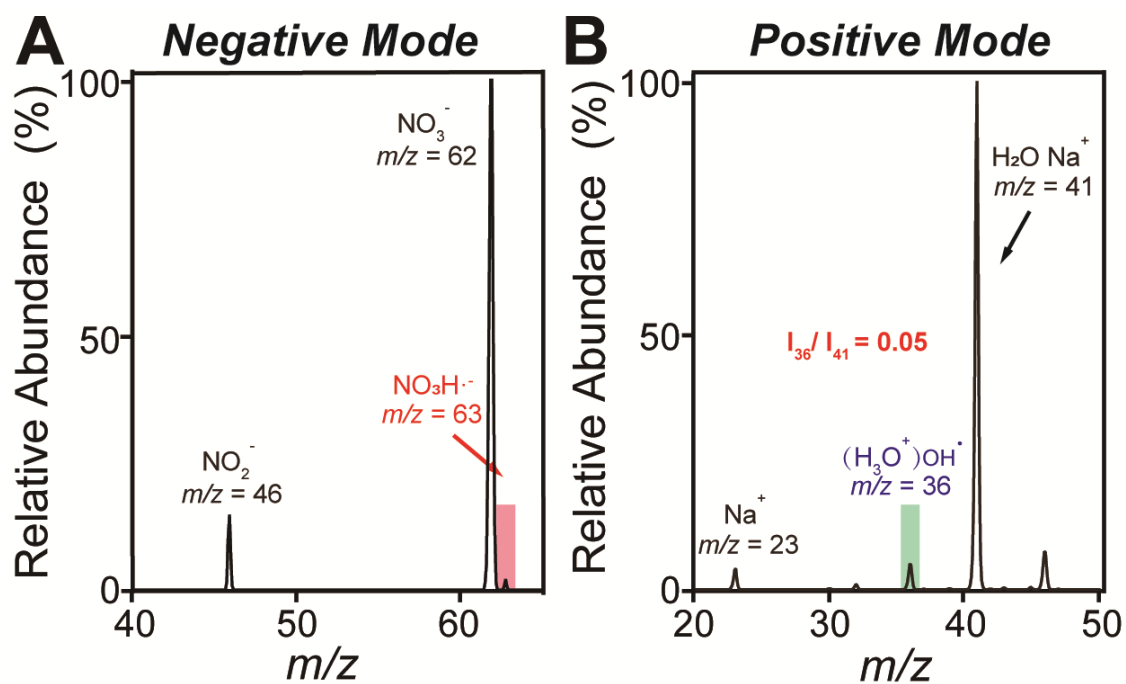 A
Negative Mode
Relative Abundance (%)
100
50
0
NO₃⁻
m/z = 62
NO₃H·⁻
m/z = 63
NO₂⁻
m/z = 46
40
50
60
m/z
B
Positive Mode
Relative Abundance (%)
100
50
0
H₂O Na⁺
m/z = 41
I₃₆/ I₄₁ = 0.05
(H₃O⁺)OH•
m/z = 36
Na⁺
m/z = 23
20
30
40
50
m/z